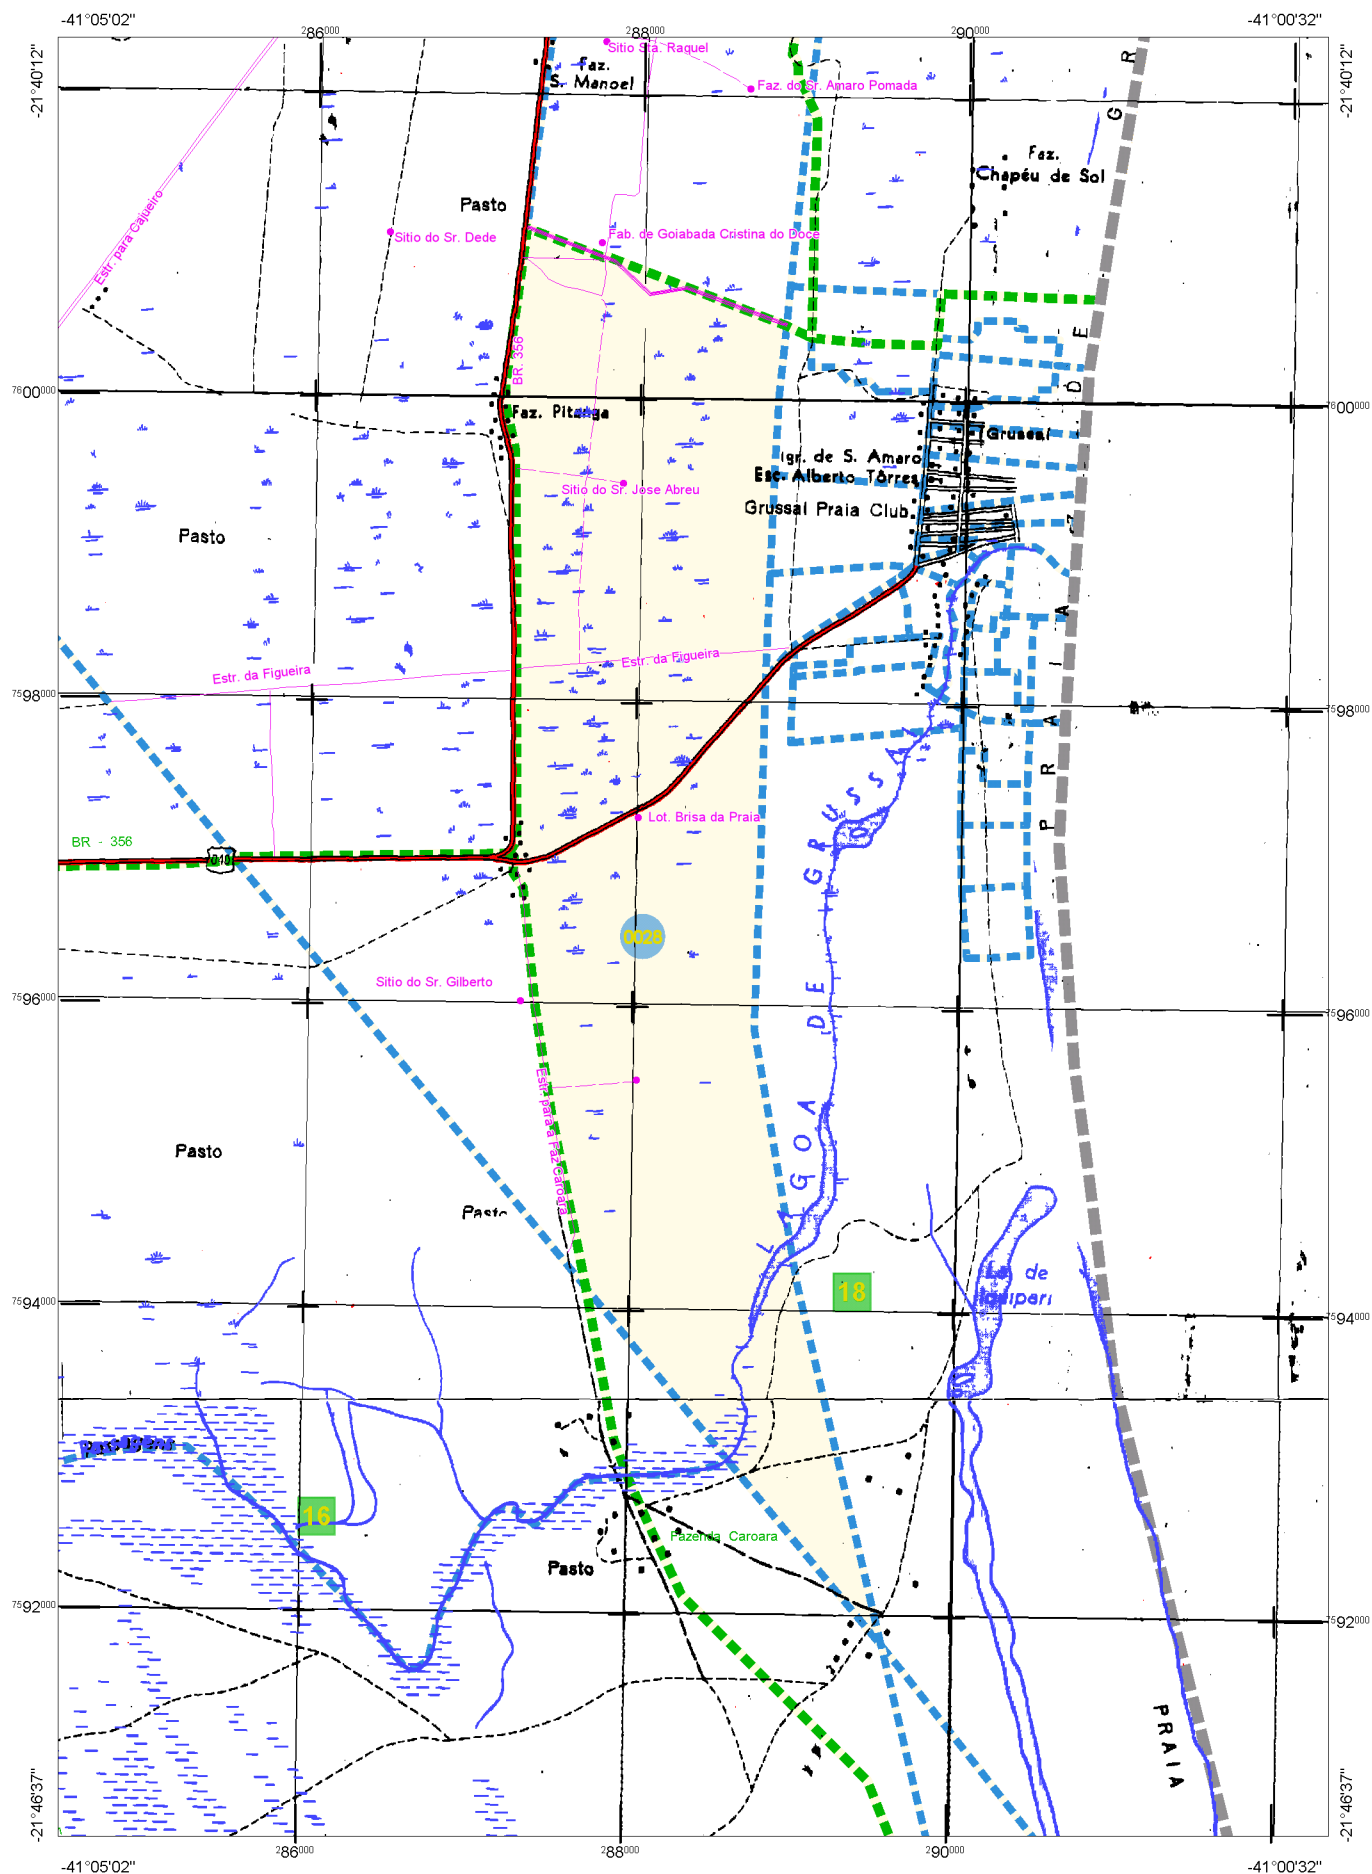 -41°05'02"
-41°00'32"
286000
288000
290000
-21°40'12"
-21°40'12"
Sitio Sta. Raquel
Faz.
S. Manoel
Faz. do Sr. Amaro Pomada
Faz.
Chapéu de Sol
Pasto
Sitio do Sr. Dede
Fab. de Goiabada Cristina do Doce
Estr. para Cajueiro
BR. 356
7600000
7600000
Faz. Pitanga
Grussaí
Igr. de S. Amaro
Esc. Alberto Tôrres
Sitio do Sr. Jose Abreu
Grussaí Praia Club.
Pasto
Estr. da Figueira
Estr. da Figueira
7598000
7598000
PRAIA DE GR
Lot. Brisa da Praia
BR - 356
040
LAGOA DE GRUSSAÍ
0028
Sitio do Sr. Gilberto
7596000
7596000
Estr. para a Faz Caroara
Pasto
Pasto
18
de
7594000
7594000
16
Fazenda Caroara
Pasto
7592000
7592000
PRAIA
-21°46'37"
-21°46'37"
286000
288000
290000
-41°05'02"
-41°00'32"